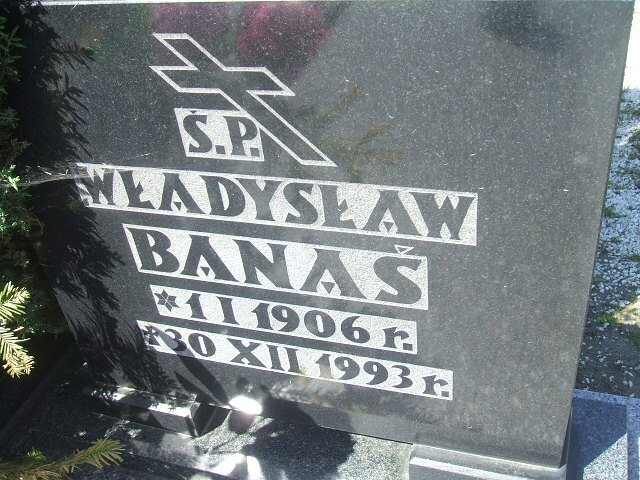 Ś.P.
WŁADYSŁAW
BANAŚ
* 1 I 1906 r.
30 XII 1993 r.